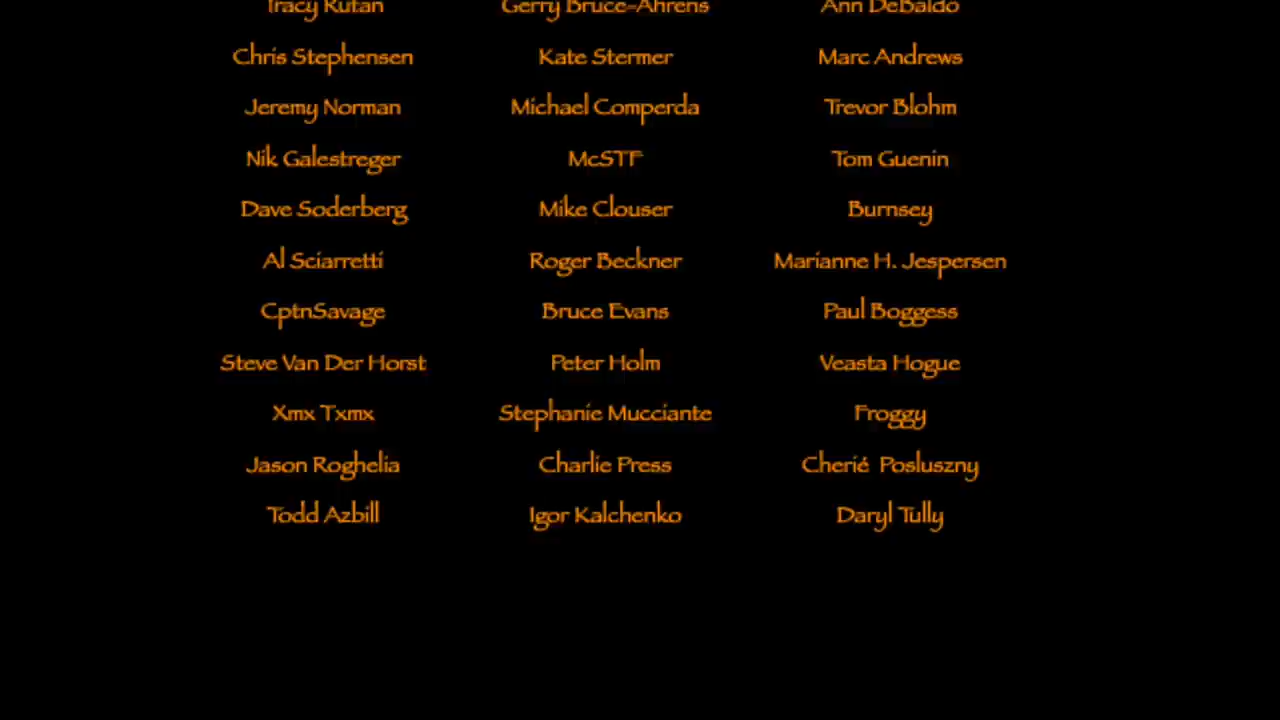 Tracy Rutan Gerry Bruce-Ahrens Ann DeBaldo
Chris Stephensen Kate Stermer Marc Andrews
Jeremy Norman Michael Comperda Trevor Blohm
Nik Galestreger McSTF Tom Guenin
Dave Soderberg Mike Clouser Burnsey
Al Sciarretti Roger Beckner Marianne H. Jespersen
CptnSavage Bruce Evans Paul Boggess
Steve Van Der Horst Peter Holm Veasta Hogue
Xmx Txmx Stephanie Mucciante Froggy
Jason Roghelia Charlie Press Cherié Posluszny
Todd Azbill Igor Kalchenko Daryl Tully